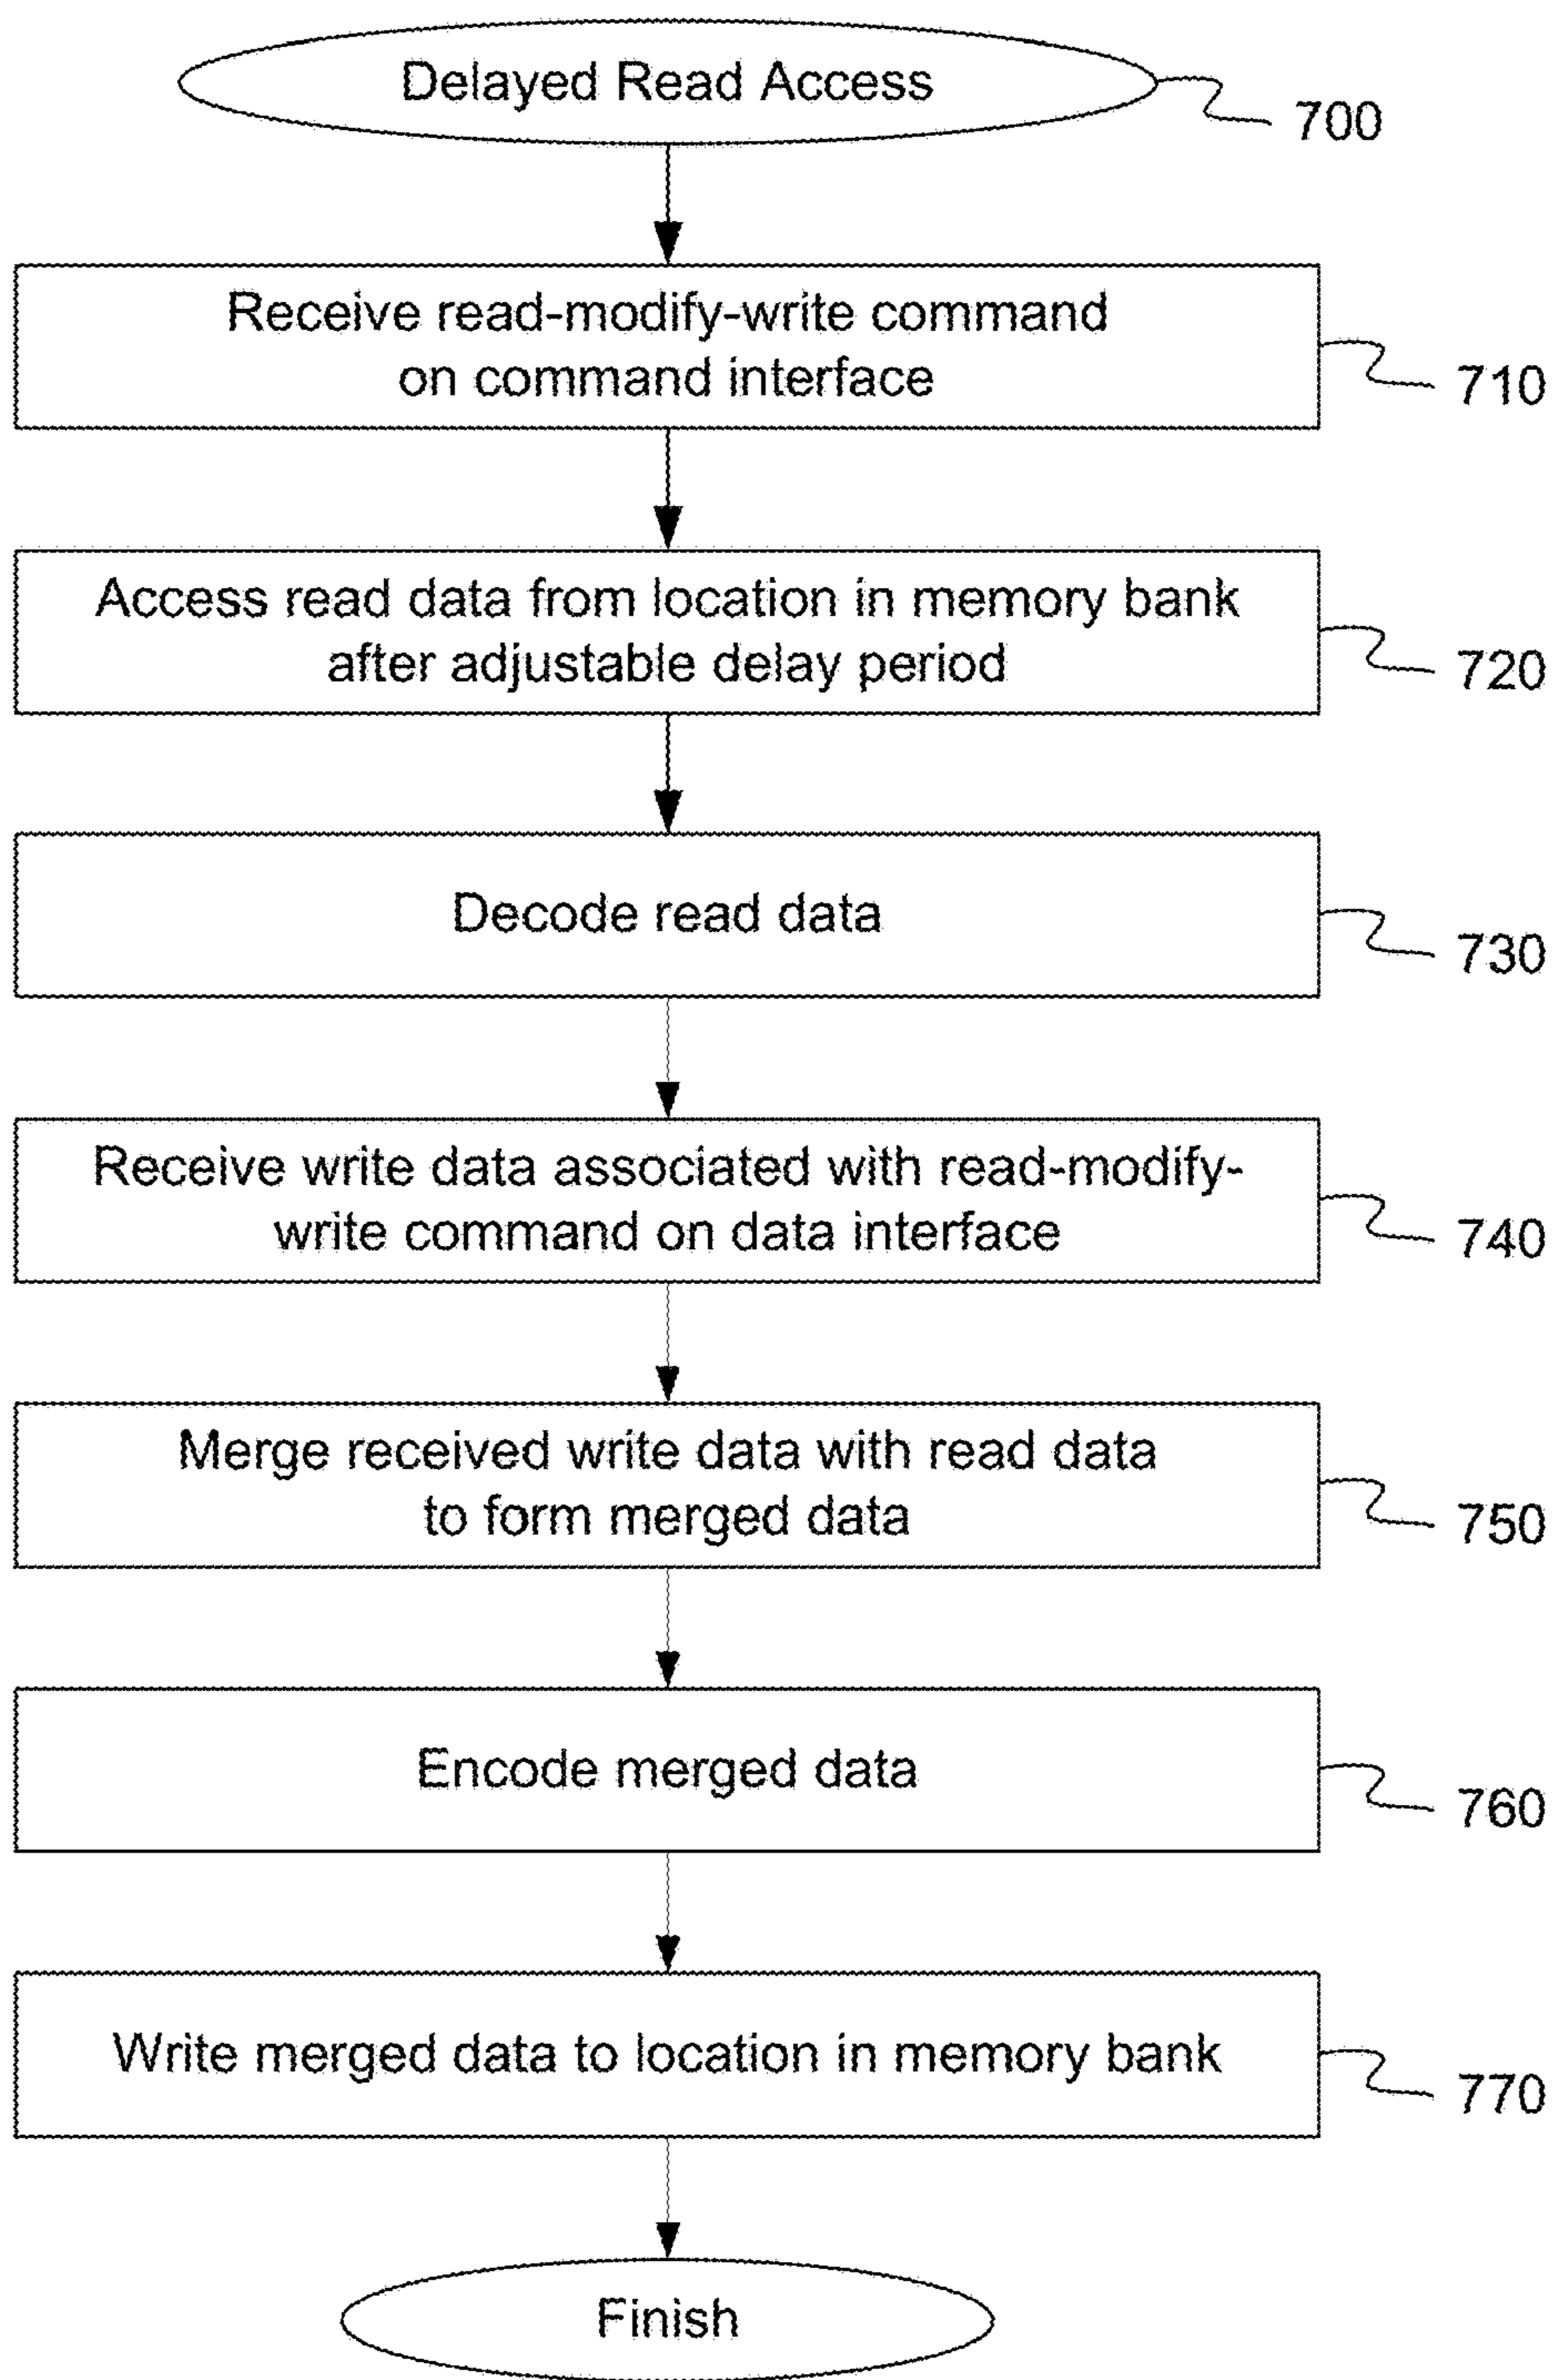 Delayed Read Access
700
Receive read-modify-write command
on command interface
710
Access read data from location in memory bank
after adjustable delay period
720
Decode read data
730
Receive write data associated with read-modify-
write command on data interface
740
Merge received write data with read data
to form merged data
750
Encode merged data
760
Write merged data to location in memory bank
770
Finish